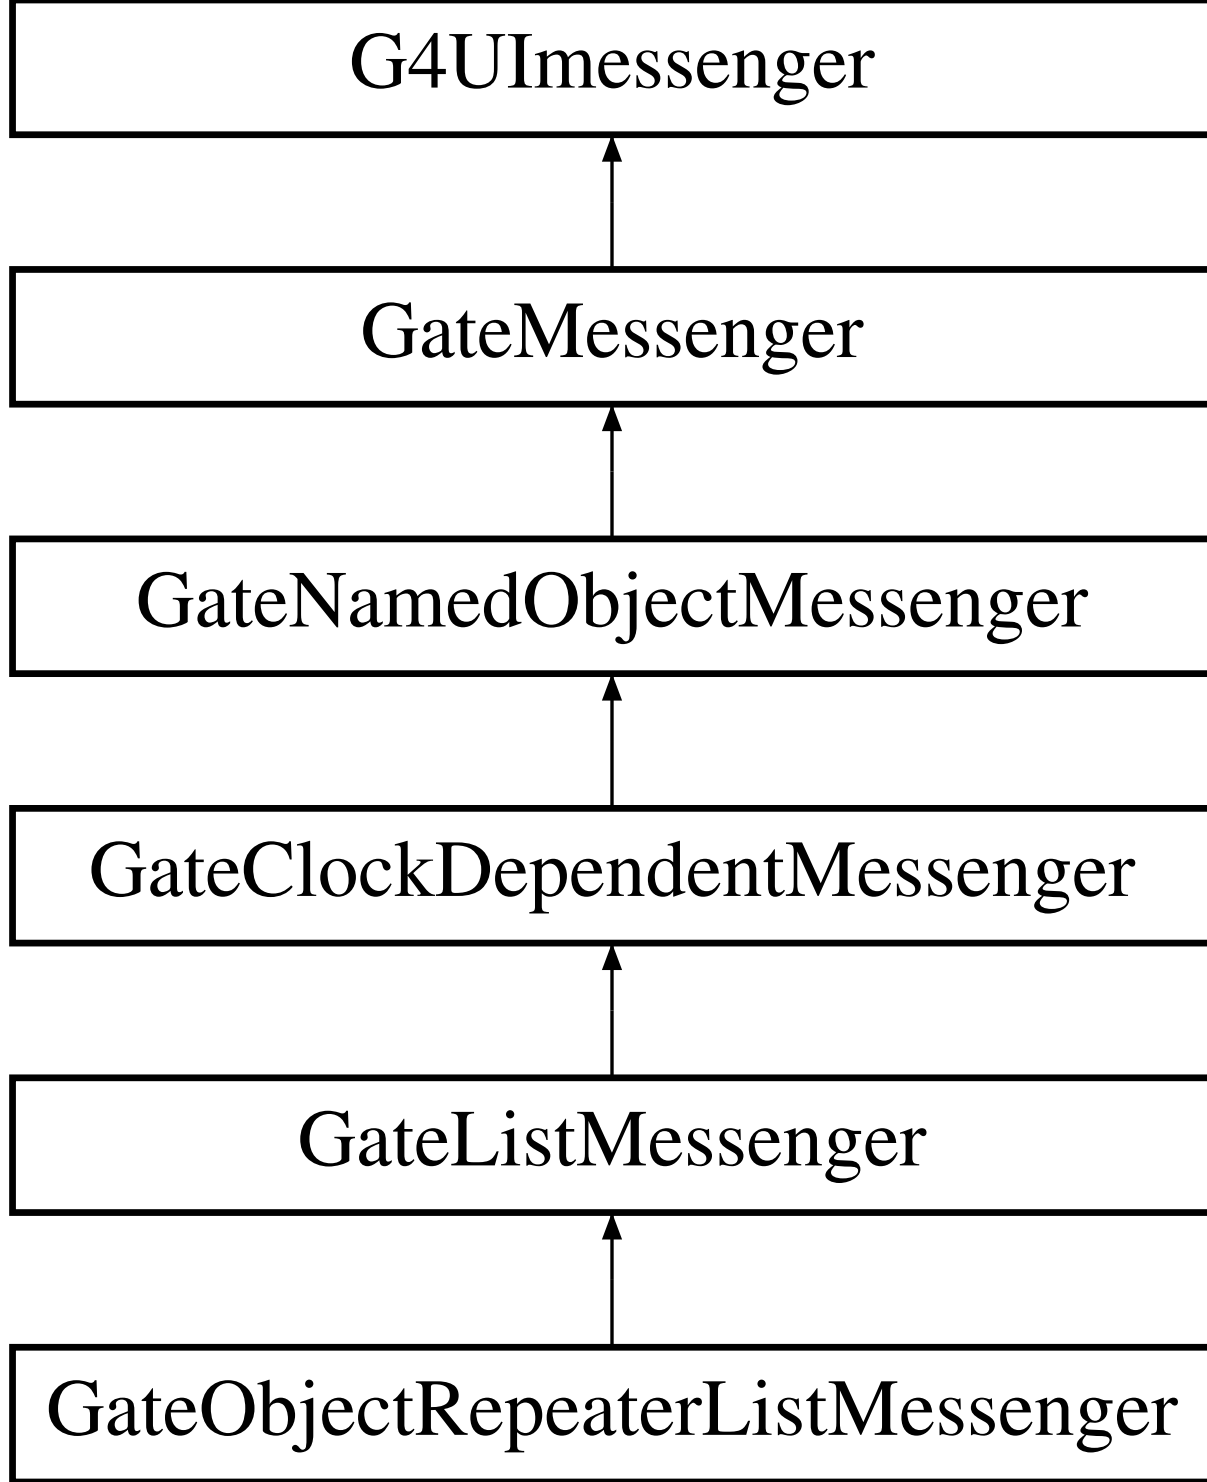 G4UImessenger
GateMessenger
GateNamedObjectMessenger
GateClockDependentMessenger
GateListMessenger
GateObjectRepeaterListMessenger